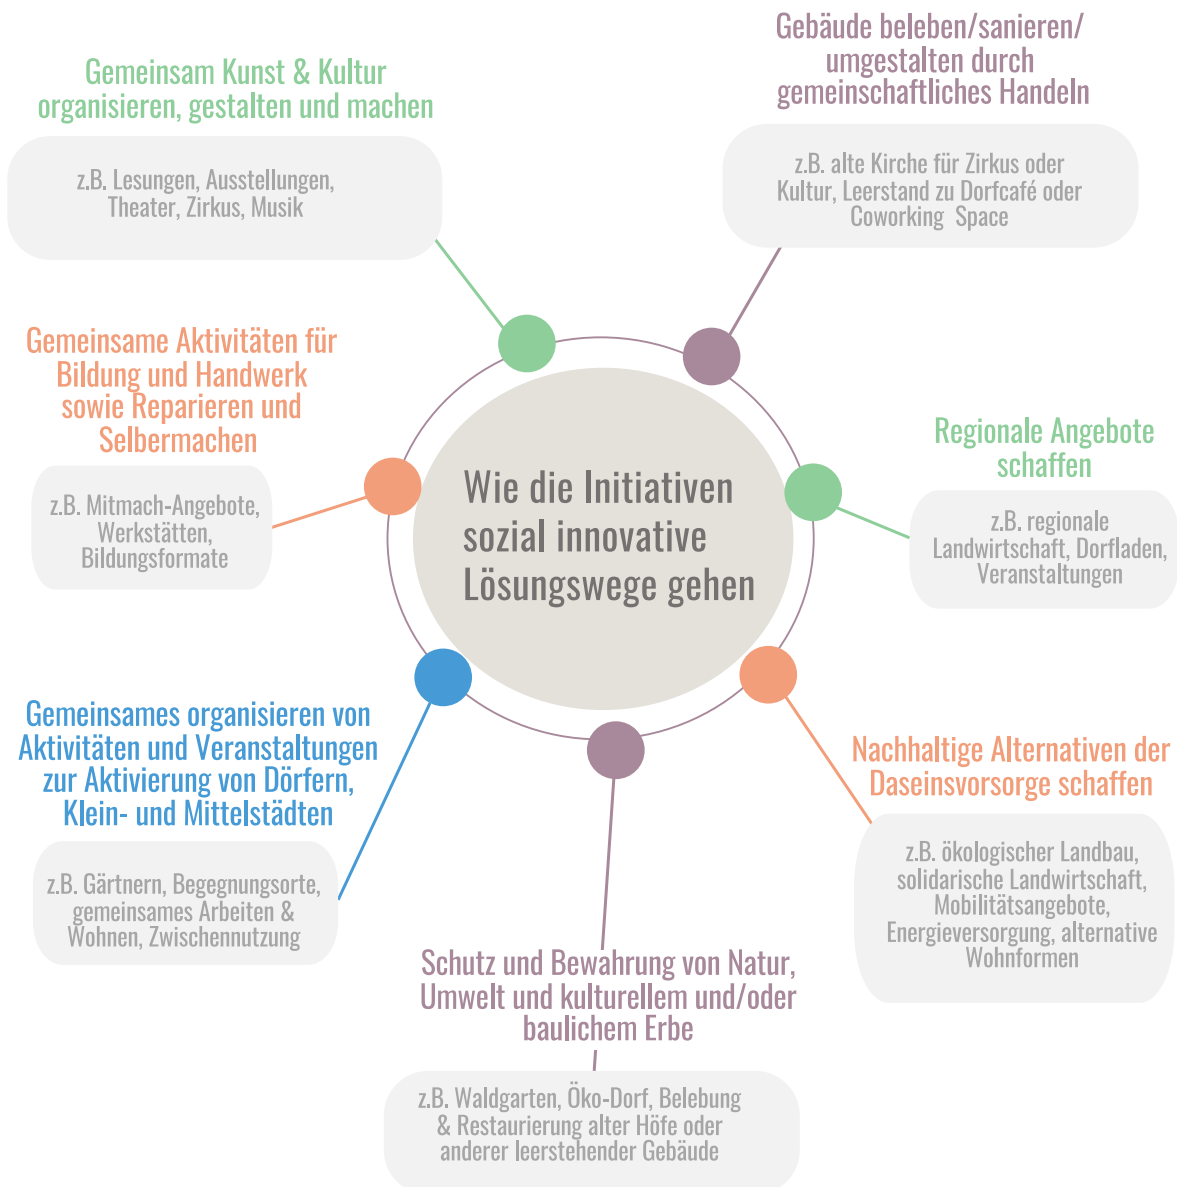 Gebäude beleben/sanieren/
umgestalten durch
gemeinschaftliches Handeln
z.B. alte Kirche für Zirkus oder
Kultur, Leerstand zu Dorfcafé oder
Coworking Space
Gemeinsam Kunst & Kultur
organisieren, gestalten und machen
z.B. Lesungen, Ausstellungen,
Theater, Zirkus, Musik
Gemeinsame Aktivitäten für
Bildung und Handwerk
sowie Reparieren und
Selbermachen
z.B. Mitmach-Angebote,
Werkstätten,
Bildungsformate
Wie die Initiativen
sozial innovative
Lösungswege gehen
Regionale Angebote
schaffen
z.B. regionale
Landwirtschaft, Dorfladen,
Veranstaltungen
Gemeinsames organisieren von
Aktivitäten und Veranstaltungen
zur Aktivierung von Dörfern,
Klein- und Mittelstädten
z.B. Gärtnern, Begegnungsorte,
gemeinsames Arbeiten &
Wohnen, Zwischennutzung
Nachhaltige Alternativen der
Daseinsvorsorge schaffen
z.B. ökologischer Landbau,
solidarische Landwirtschaft,
Mobilitätsangebote,
Energieversorgung, alternative
Wohnformen
Schutz und Bewahrung von Natur,
Umwelt und kulturellem und/oder
baulichem Erbe
z.B. Waldgarten, Öko-Dorf, Belebung
& Restaurierung alter Höfe oder
anderer leerstehender Gebäude